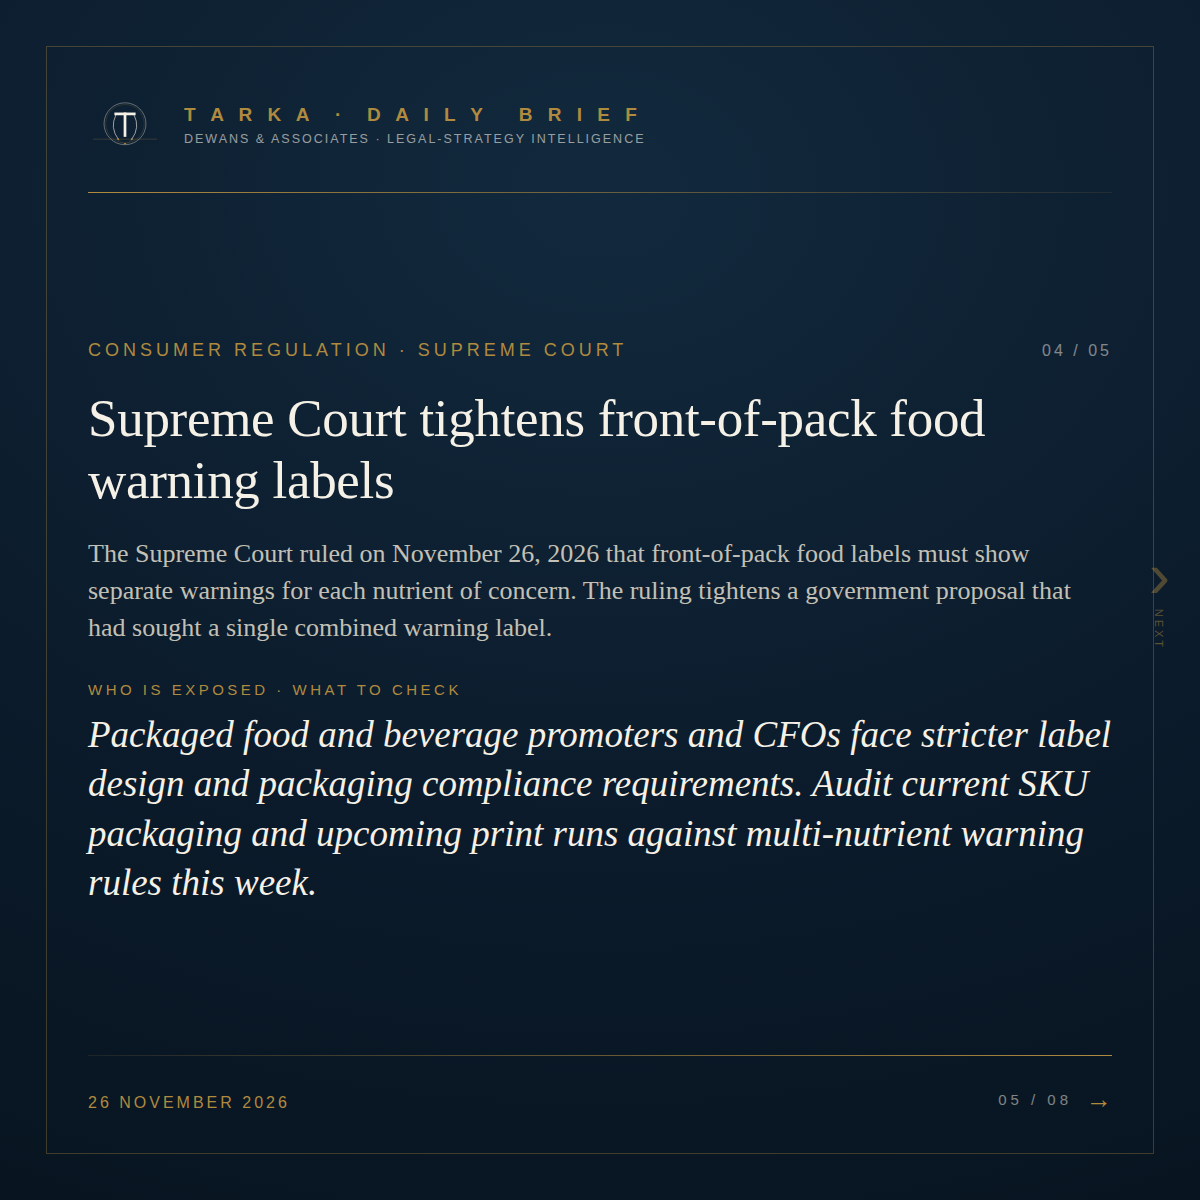 T
TARKA · DAILY BRIEF
DEWANS & ASSOCIATES · LEGAL-STRATEGY INTELLIGENCE
CONSUMER REGULATION · SUPREME COURT
04 / 05
Supreme Court tightens front-of-pack food
warning labels
The Supreme Court ruled on November 26, 2026 that front-of-pack food labels must show
separate warnings for each nutrient of concern. The ruling tightens a government proposal that
had sought a single combined warning label.
NEXT
WHO IS EXPOSED · WHAT TO CHECK
Packaged food and beverage promoters and CFOs face stricter label
design and packaging compliance requirements. Audit current SKU
packaging and upcoming print runs against multi-nutrient warning
rules this week.
26 NOVEMBER 2026
05 / 08 →